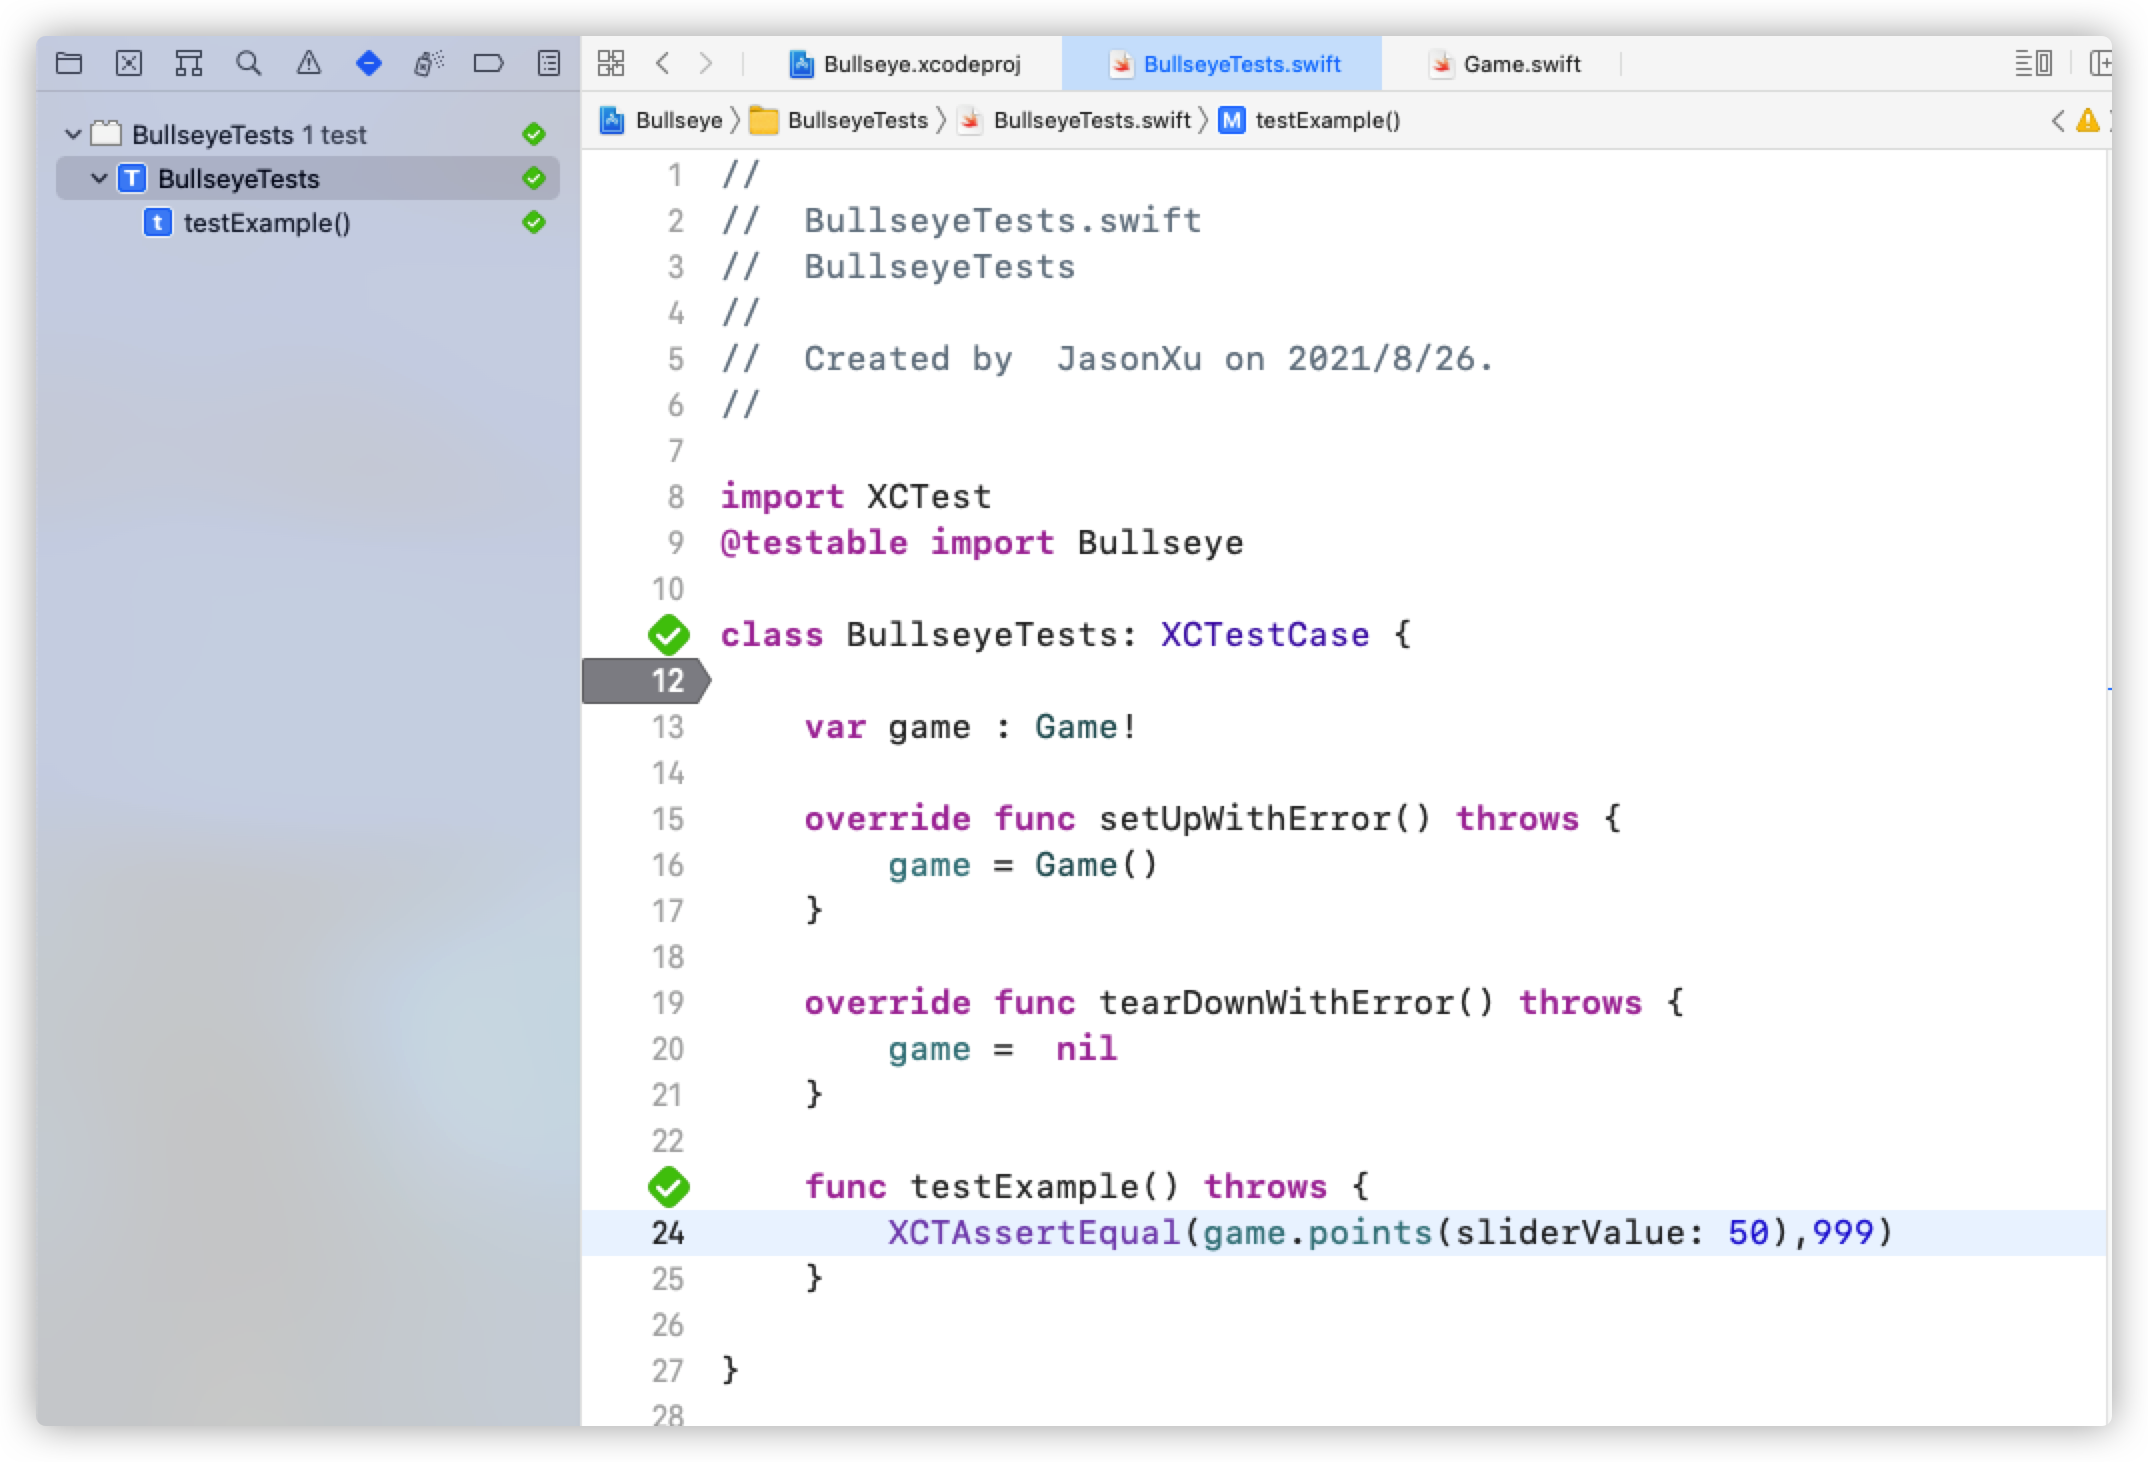 BullseyeTests 1 test
T BullseyeTests
t testExample()
Bullseye.xcodeproj
BullseyeTests.swift
Game.swift
Bullseye 〉 BullseyeTests 〉 BullseyeTests.swift 〉 M testExample()
1 //
2 //  BullseyeTests.swift
3 //  BullseyeTests
4 //
5 //  Created by  JasonXu on 2021/8/26.
6 //
7
8 import XCTest
9 @testable import Bullseye
10
class BullseyeTests: XCTestCase {
12
13     var game : Game!
14
15     override func setUpWithError() throws {
16         game = Game()
17     }
18
19     override func tearDownWithError() throws {
20         game =  nil
21     }
22
    func testExample() throws {
24         XCTAssertEqual(game.points(sliderValue: 50),999)
25     }
26
27 }
28